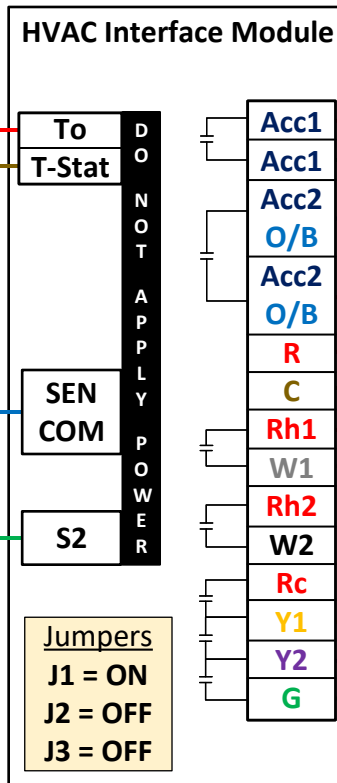 HVAC Interface Module
To
T-Stat
SEN
COM
S2
DO NOT APPLY POWER
Jumpers
J1 = ON
J2 = OFF
J3 = OFF
Acc1
Acc1
Acc2
O/B
Acc2
O/B
R
C
Rh1
W1
Rh2
W2
Rc
Y1
Y2
G